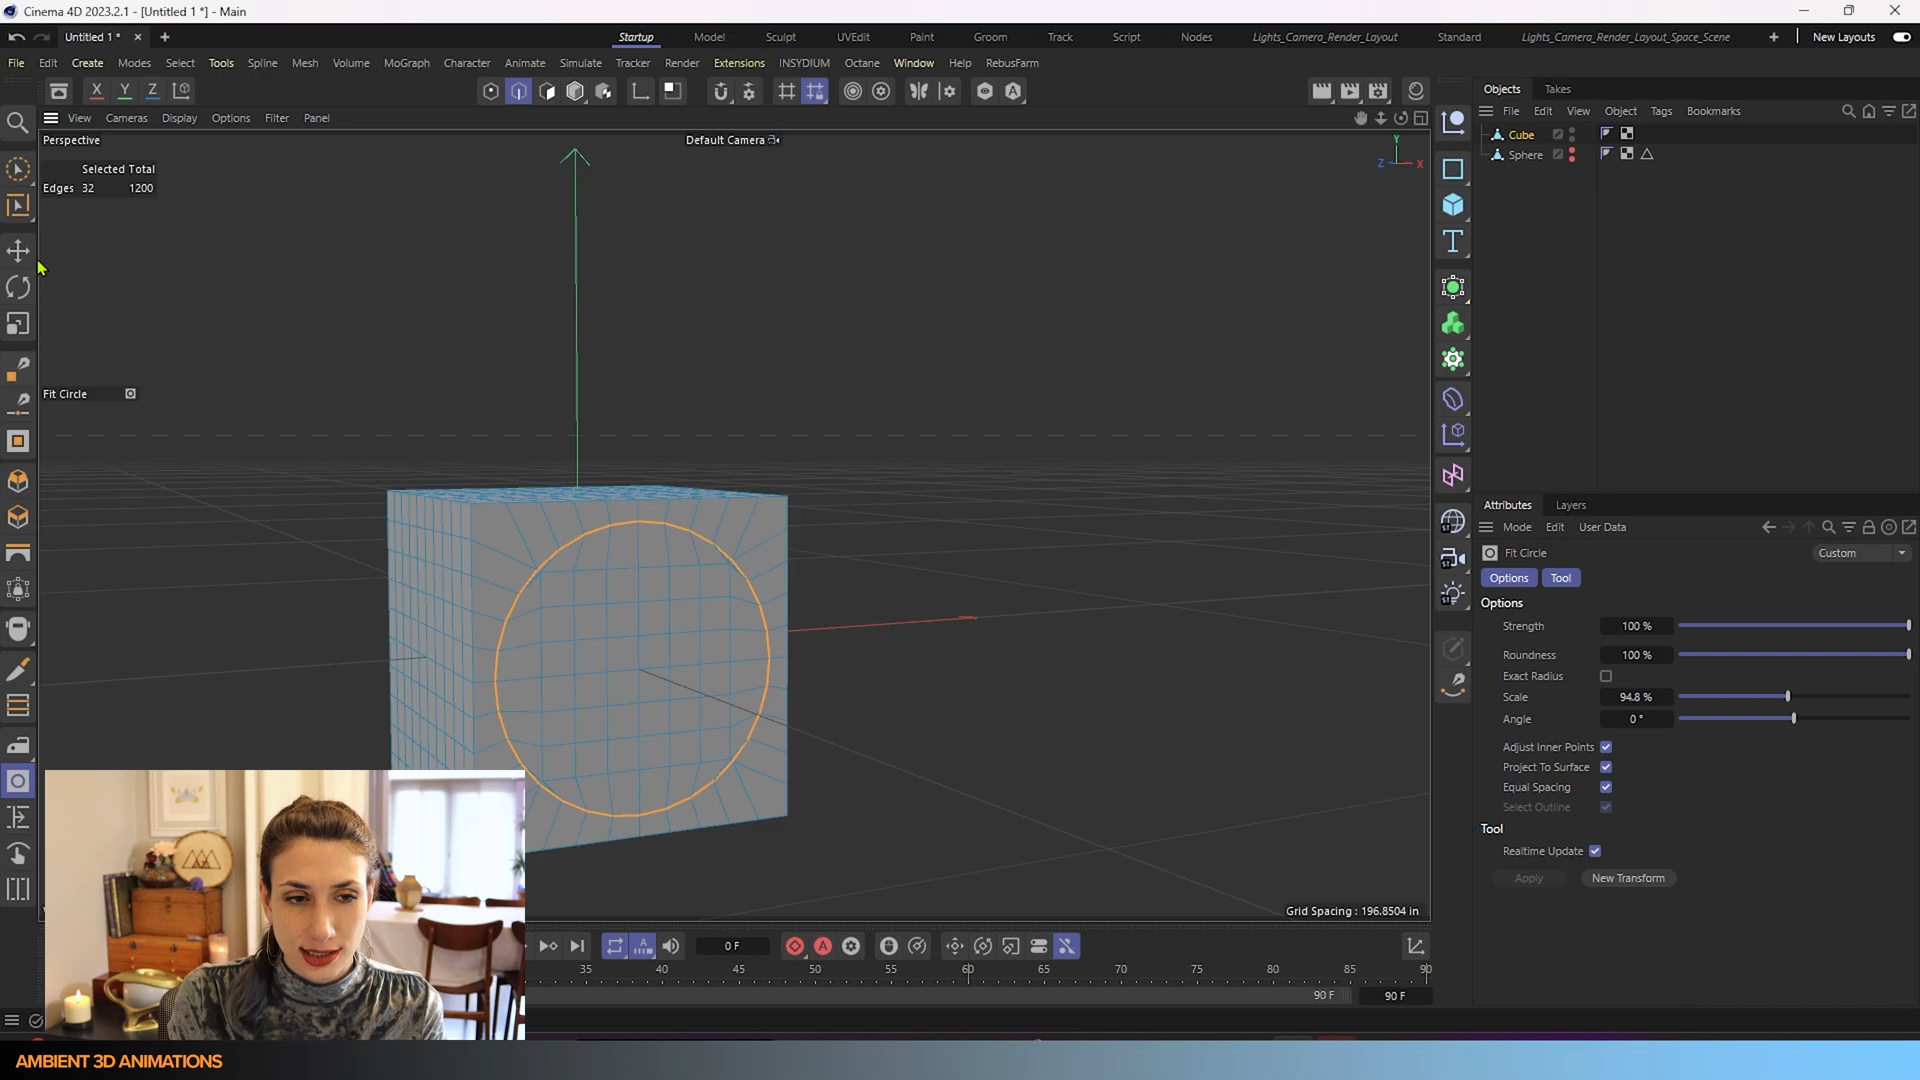 Cinema 4D 2023.2.1 - [Untitled 1 *] - Main
Untitled 1 *
Startup Model Sculpt UVEdit Paint Groom Track Script Nodes Lights_Camera_Render_Layout Standard Lights_Camera_Render_Layout_Space_Scene New Layouts
File Edit Create Modes Select Tools Spline Mesh Volume MoGraph Character Animate Simulate Tracker Render Extensions INSYDIUM Octane Window Help RebusFarm
X Y Z
View Cameras Display Options Filter Panel
Perspective
Default Camera
Y
Z X
Selected Total
Edges 32 1200
Fit Circle
Grid Spacing : 196.8504 in
Objects Takes
File Edit View Object Tags Bookmarks
Cube
Sphere
Attributes Layers
Mode Edit User Data
Fit Circle Custom
Options Tool
Options
Strength 100 %
Roundness 100 %
Exact Radius
Scale 94.8 %
Angle 0 °
Adjust Inner Points
Project To Surface
Equal Spacing
Select Outline
Tool
Realtime Update
Apply New Transform
0 F
35 40 45 50 55 60 65 70 75 80 85 90
90 F 90 F
AMBIENT 3D ANIMATIONS